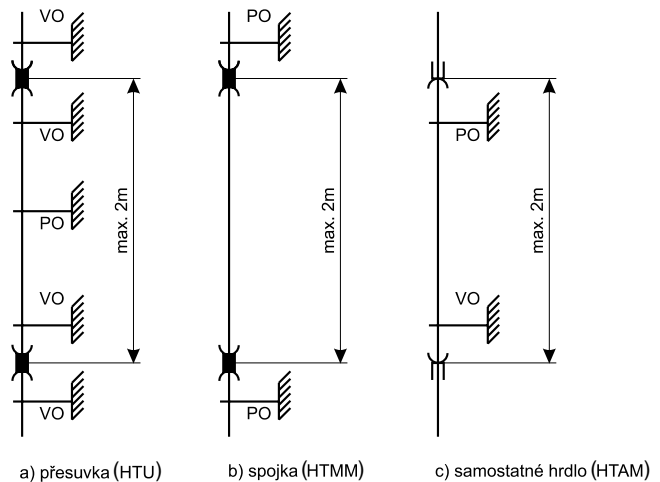 VO
VO
PO
VO
VO
max. 2m
a) přesuvka (HTU)
PO
PO
max. 2m
b) spojka (HTMM)
PO
VO
max. 2m
c) samostatné hrdlo (HTAM)